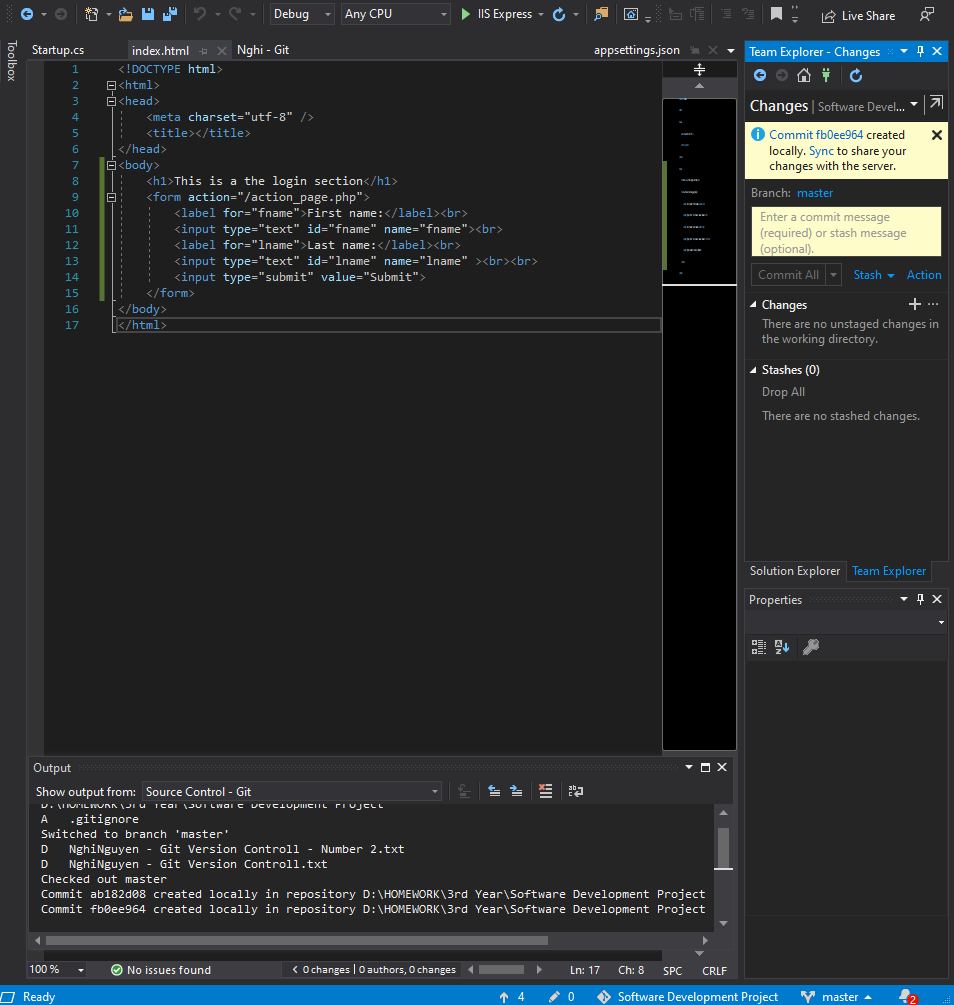 Debug Any CPU IIS Express Live Share
Toolbox
Startup.cs index.html Nghi - Git appsettings.json
1 <!DOCTYPE html>
2 <html>
3 <head>
4 <meta charset="utf-8" />
5 <title></title>
6 </head>
7 <body>
8 <h1>This is a the login section</h1>
9 <form action="/action_page.php">
10 <label for="fname">First name:</label><br>
11 <input type="text" id="fname" name="fname"><br>
12 <label for="lname">Last name:</label><br>
13 <input type="text" id="lname" name="lname" ><br><br>
14 <input type="submit" value="Submit">
15 </form>
16 </body>
17 </html>
Team Explorer - Changes
Changes | Software Devel...
Commit fb0ee964 created
locally. Sync to share your
changes with the server.
Branch: master
Enter a commit message
(required) or stash message
(optional).
Commit All Stash Action
Changes
There are no unstaged changes in
the working directory.
Stashes (0)
Drop All
There are no stashed changes.
Solution Explorer Team Explorer
Properties
Output
Show output from: Source Control - Git
D:\HOMEWORK\3rd Year\Software Development Project
A .gitignore
Switched to branch 'master'
D NghiNguyen - Git Version Controll - Number 2.txt
D NghiNguyen - Git Version Controll.txt
Checked out master
Commit ab182d08 created locally in repository D:\HOMEWORK\3rd Year\Software Development Project
Commit fb0ee964 created locally in repository D:\HOMEWORK\3rd Year\Software Development Project
100 % No issues found < 0 changes | 0 authors, 0 changes Ln: 17 Ch: 8 SPC CRLF
Ready 4 0 Software Development Project master 2